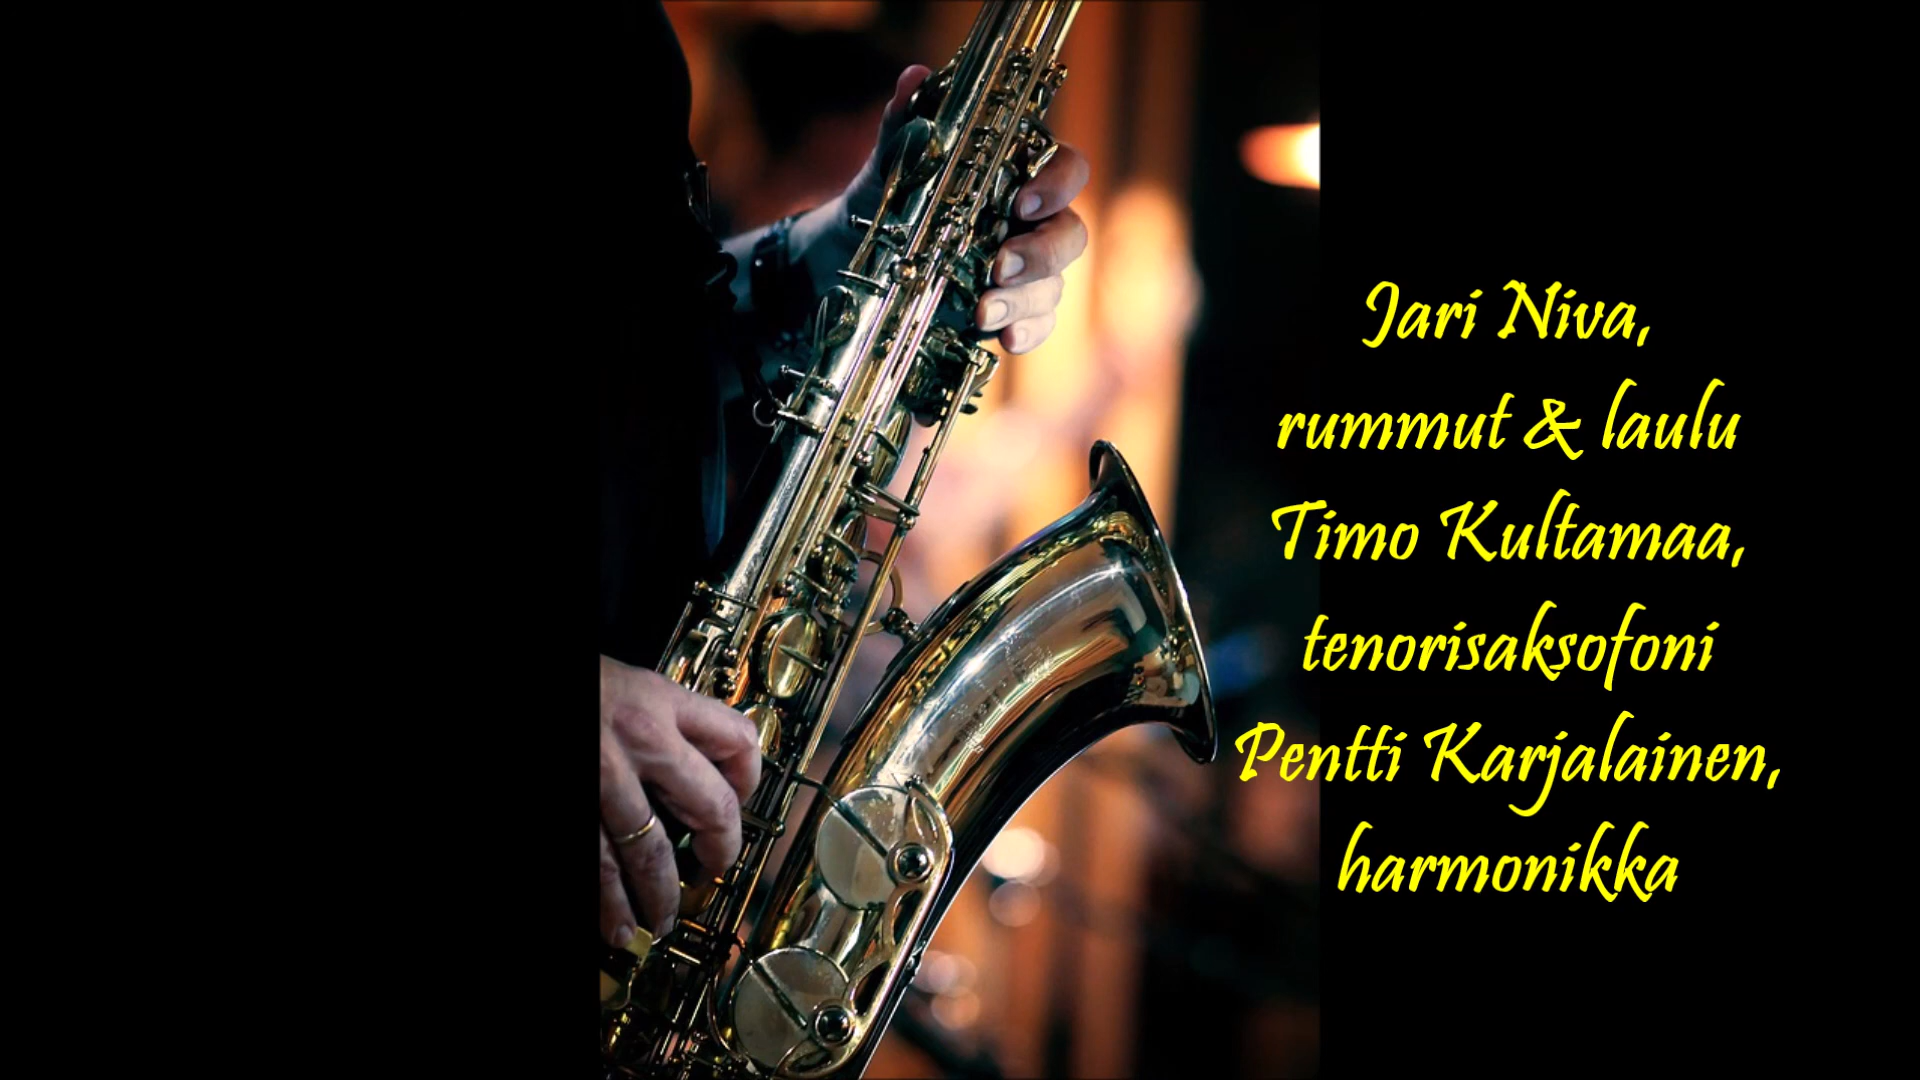 Jari Niva,
rummut & laulu
Timo Kultamaa,
tenorisaksofoni
Pentti Karjalainen,
harmonikka